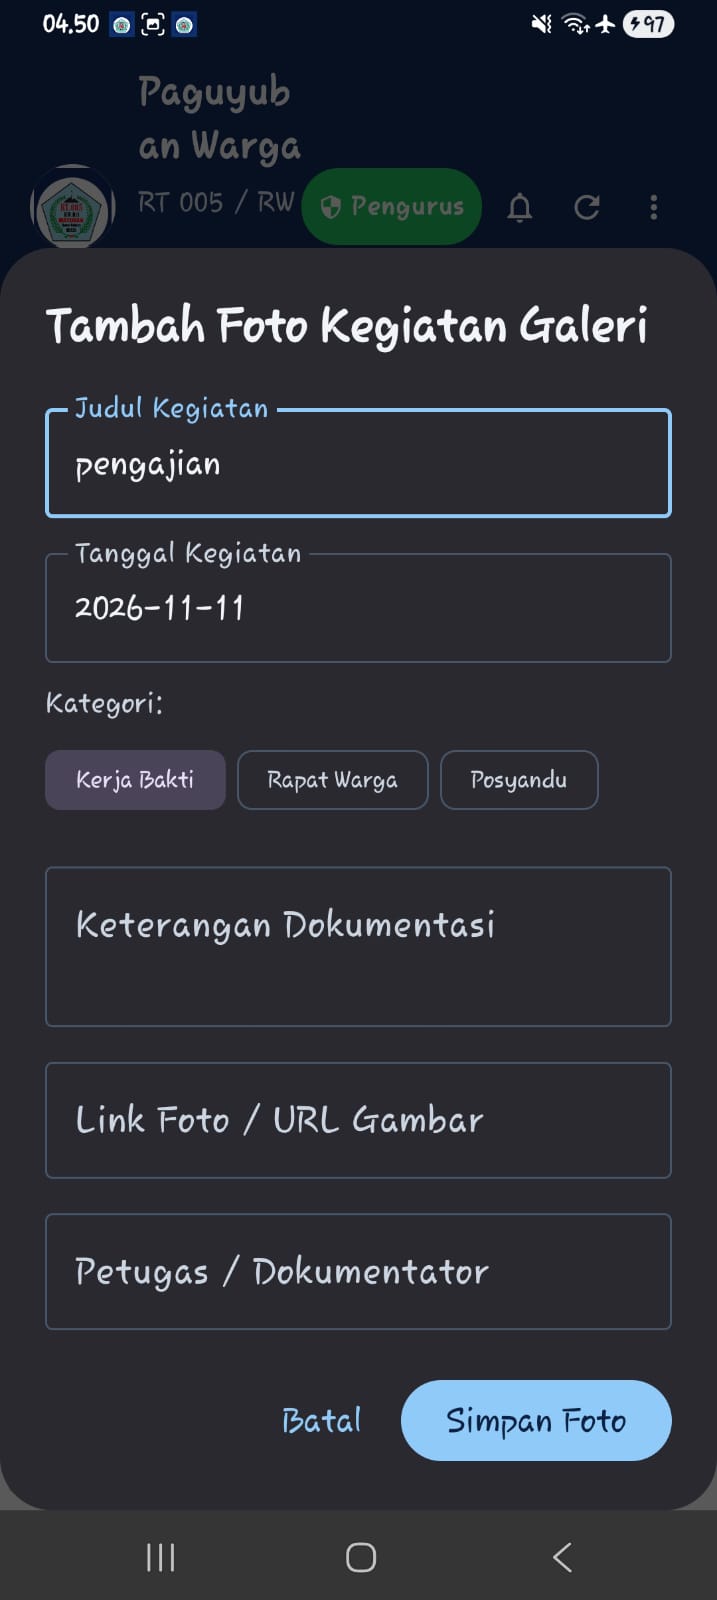 04.50
97
Paguyub
an Warga
RT 005 / RW
Pengurus
Tambah Foto Kegiatan Galeri
Judul Kegiatan
pengajian
Tanggal Kegiatan
2026-11-11
Kategori:
Kerja Bakti
Rapat Warga
Posyandu
Keterangan Dokumentasi
Link Foto / URL Gambar
Petugas / Dokumentator
Batal
Simpan Foto